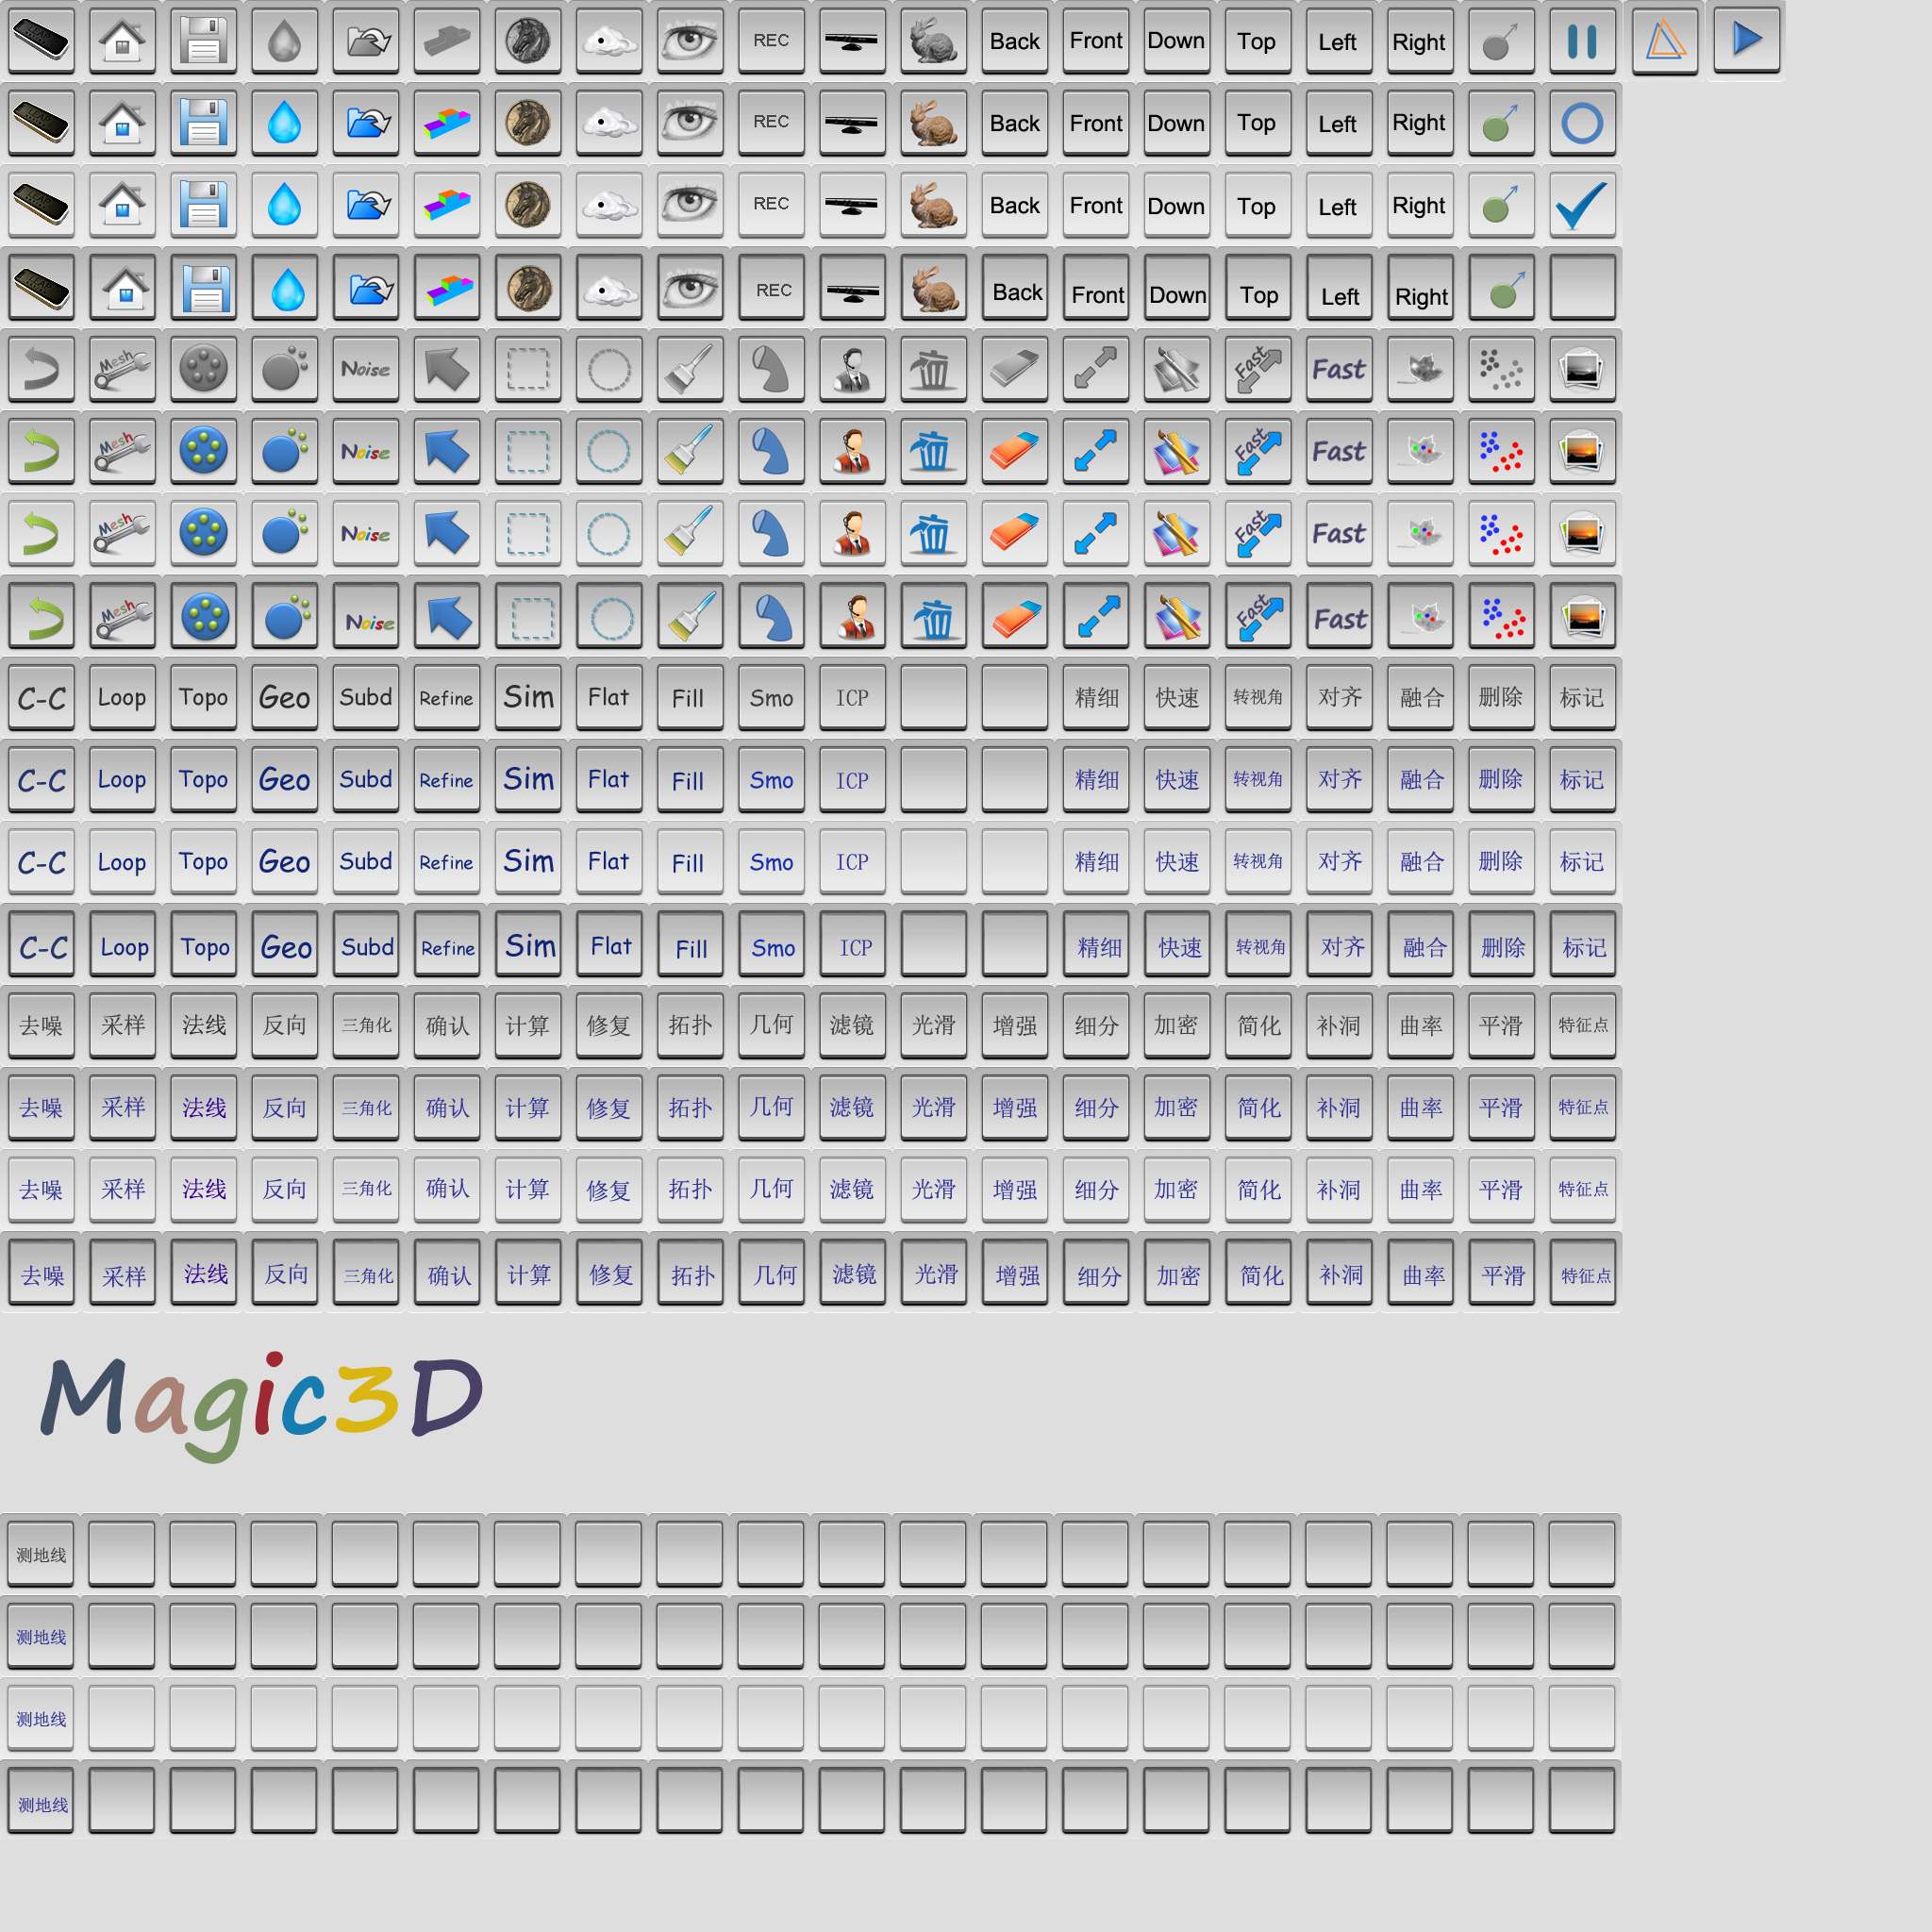 REC Back Front Down Top Left Right
REC Back Front Down Top Left Right
REC Back Front Down Top Left Right
REC Back Front Down Top Left Right
Mesh Noise Fast Fast
Mesh Noise Fast Fast
Mesh Noise Fast Fast
Mesh Noise Fast Fast
C-C Loop Topo Geo Subd Refine Sim Flat Fill Smo ICP 精细 快速 转视角 对齐 融合 删除 标记
C-C Loop Topo Geo Subd Refine Sim Flat Fill Smo ICP 精细 快速 转视角 对齐 融合 删除 标记
C-C Loop Topo Geo Subd Refine Sim Flat Fill Smo ICP 精细 快速 转视角 对齐 融合 删除 标记
C-C Loop Topo Geo Subd Refine Sim Flat Fill Smo ICP 精细 快速 转视角 对齐 融合 删除 标记
去噪 采样 法线 反向 三角化 确认 计算 修复 拓扑 几何 滤镜 光滑 增强 细分 加密 简化 补洞 曲率 平滑 特征点
去噪 采样 法线 反向 三角化 确认 计算 修复 拓扑 几何 滤镜 光滑 增强 细分 加密 简化 补洞 曲率 平滑 特征点
去噪 采样 法线 反向 三角化 确认 计算 修复 拓扑 几何 滤镜 光滑 增强 细分 加密 简化 补洞 曲率 平滑 特征点
去噪 采样 法线 反向 三角化 确认 计算 修复 拓扑 几何 滤镜 光滑 增强 细分 加密 简化 补洞 曲率 平滑 特征点
Magic3D
测地线
测地线
测地线
测地线